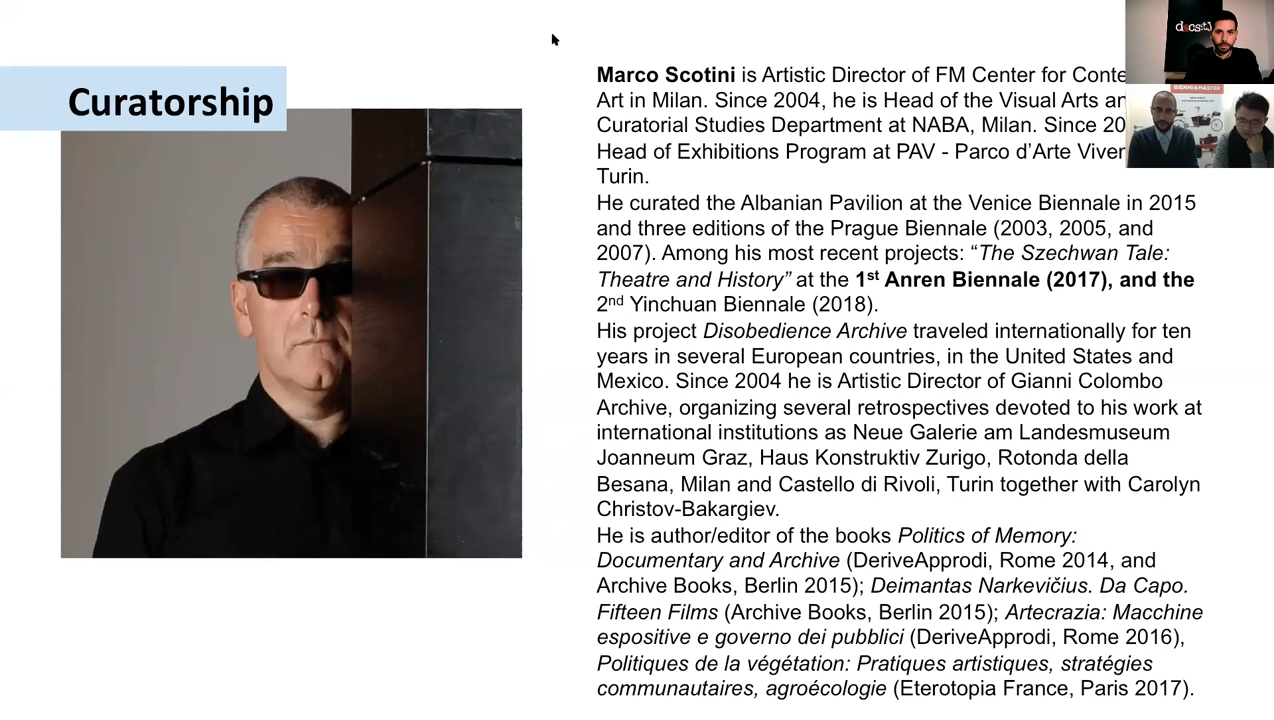 Curatorship
Marco Scotini is Artistic Director of FM Center for Conte
Art in Milan. Since 2004, he is Head of the Visual Arts an
Curatorial Studies Department at NABA, Milan. Since 20
Head of Exhibitions Program at PAV - Parco d’Arte Viver
Turin.
He curated the Albanian Pavilion at the Venice Biennale in 2015
and three editions of the Prague Biennale (2003, 2005, and
2007). Among his most recent projects: “The Szechwan Tale:
Theatre and History” at the 1st Anren Biennale (2017), and the
2nd Yinchuan Biennale (2018).
His project Disobedience Archive traveled internationally for ten
years in several European countries, in the United States and
Mexico. Since 2004 he is Artistic Director of Gianni Colombo
Archive, organizing several retrospectives devoted to his work at
international institutions as Neue Galerie am Landesmuseum
Joanneum Graz, Haus Konstruktiv Zurigo, Rotonda della
Besana, Milan and Castello di Rivoli, Turin together with Carolyn
Christov-Bakargiev.
He is author/editor of the books Politics of Memory:
Documentary and Archive (DeriveApprodi, Rome 2014, and
Archive Books, Berlin 2015); Deimantas Narkevičius. Da Capo.
Fifteen Films (Archive Books, Berlin 2015); Artecrazia: Macchine
espositive e governo dei pubblici (DeriveApprodi, Rome 2016),
Politiques de la végétation: Pratiques artistiques, stratégies
communautaires, agroécologie (Eterotopia France, Paris 2017).
BIENNI&MASTER